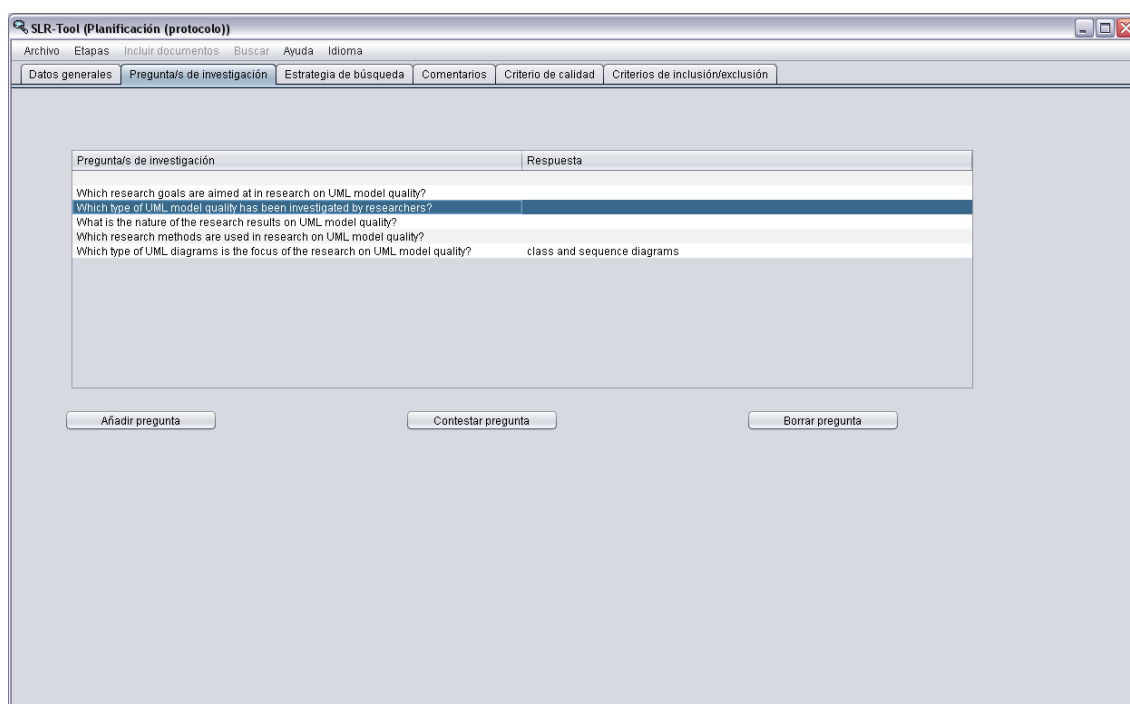 SLR-Tool (Planificación (protocolo))
Archivo Etapas Incluir documentos Buscar Ayuda Idioma
Datos generales Pregunta/s de investigación Estrategia de búsqueda Comentarios Criterio de calidad Criterios de inclusión/exclusión
Pregunta/s de investigación Respuesta
Which research goals are aimed at in research on UML model quality?
Which type of UML model quality has been investigated by researchers?
What is the nature of the research results on UML model quality?
Which research methods are used in research on UML model quality?
Which type of UML diagrams is the focus of the research on UML model quality? class and sequence diagrams
Añadir pregunta Contestar pregunta Borrar pregunta